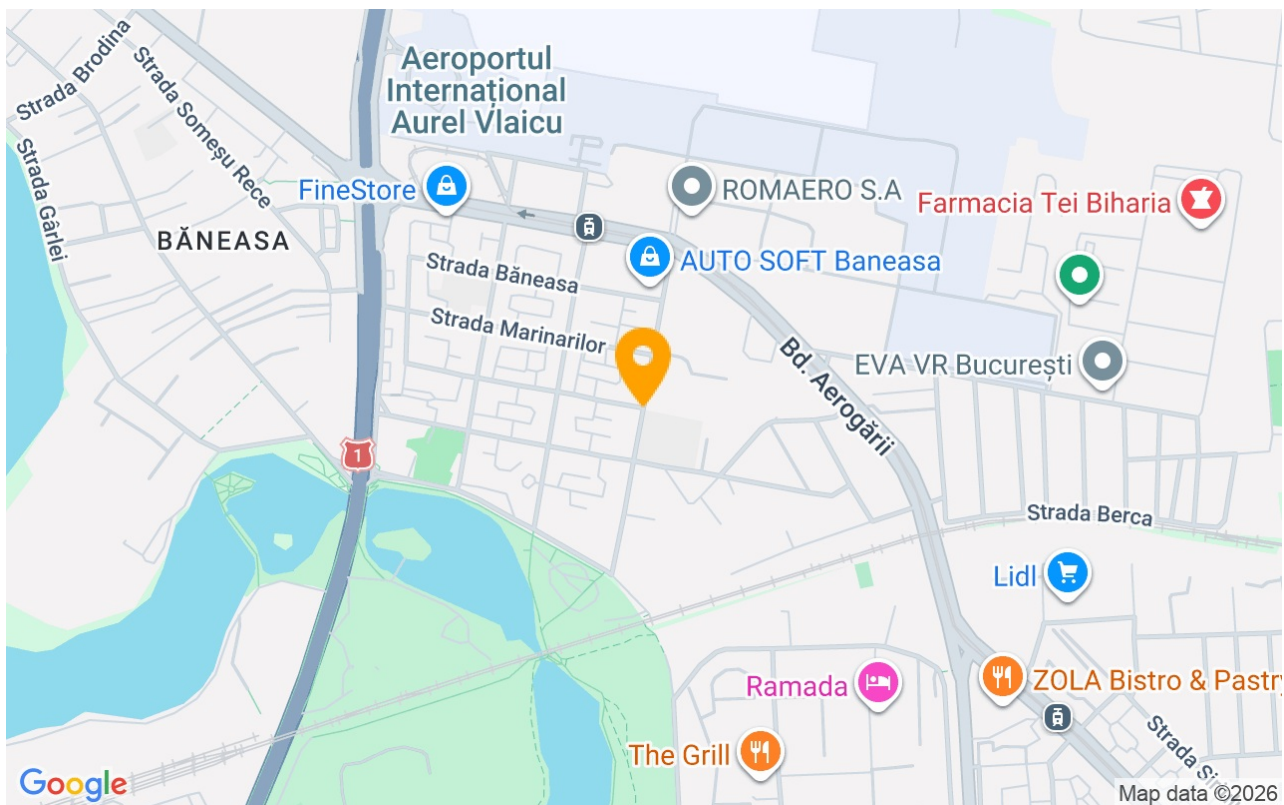 Strada Brodina
Strada Someșu Rece
Strada Gârlei
Aeroportul
Internațional
Aurel Vlaicu
FineStore
ROMAERO S.A
Farmacia Tei Biharia
BĂNEASA
Strada Băneasa
AUTO SOFT Baneasa
Strada Marinarilor
Bd. Aerogării
EVA VR București
1
Strada Berca
Lidl
Ramada
ZOLA Bistro & Pastry
The Grill
Google
Map data ©2026